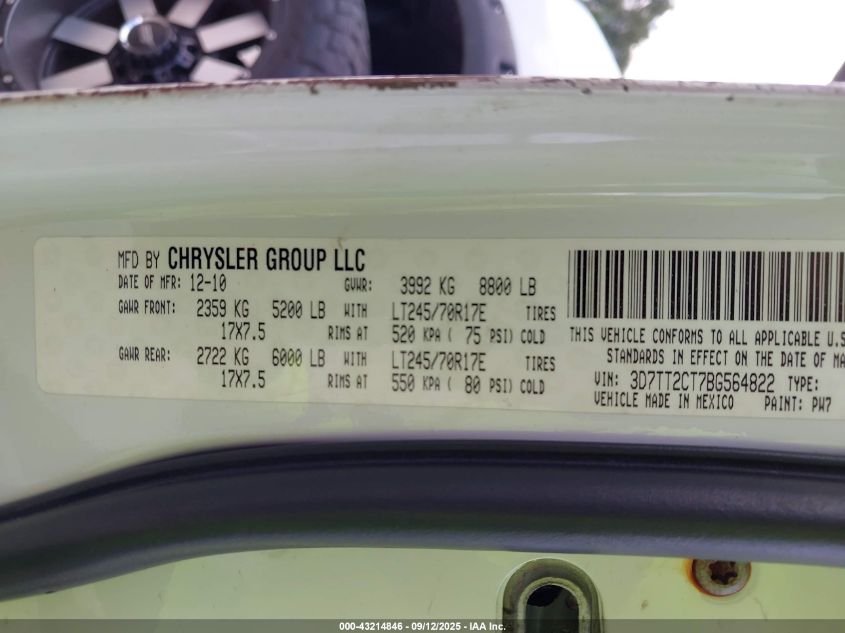 MFD BY CHRYSLER GROUP LLC
DATE OF MFR: 12-10 GVWR: 3992 KG 8800 LB
GAWR FRONT: 2359 KG 5200 LB WITH LT245/70R17E TIRES
17X7.5 RIMS AT 520 KPA ( 75 PSI) COLD
GAWR REAR: 2722 KG 6000 LB WITH LT245/70R17E TIRES
17X7.5 RIMS AT 550 KPA ( 80 PSI) COLD
THIS VEHICLE CONFORMS TO ALL APPLICABLE U.S
STANDARDS IN EFFECT ON THE DATE OF MA
VIN: 3D7TT2CT7BG564822 TYPE:
VEHICLE MADE IN MEXICO PAINT: PW7
000-43214846 - 09/12/2025 - IAA Inc.